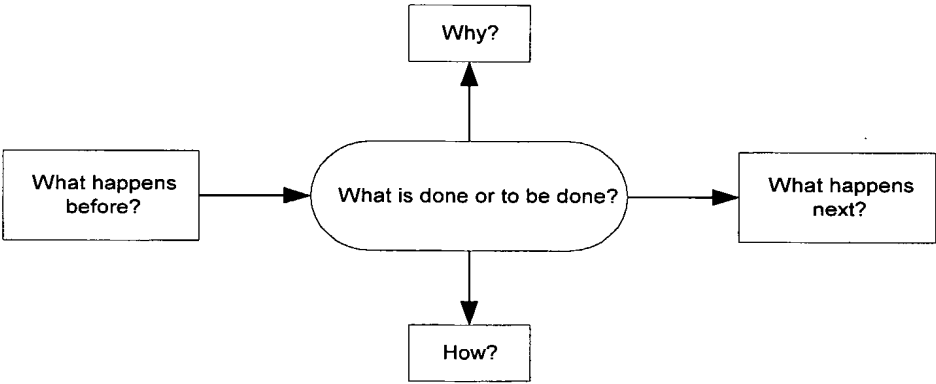 Why?
What happens
before?
What is done or to be done?
What happens
next?
How?